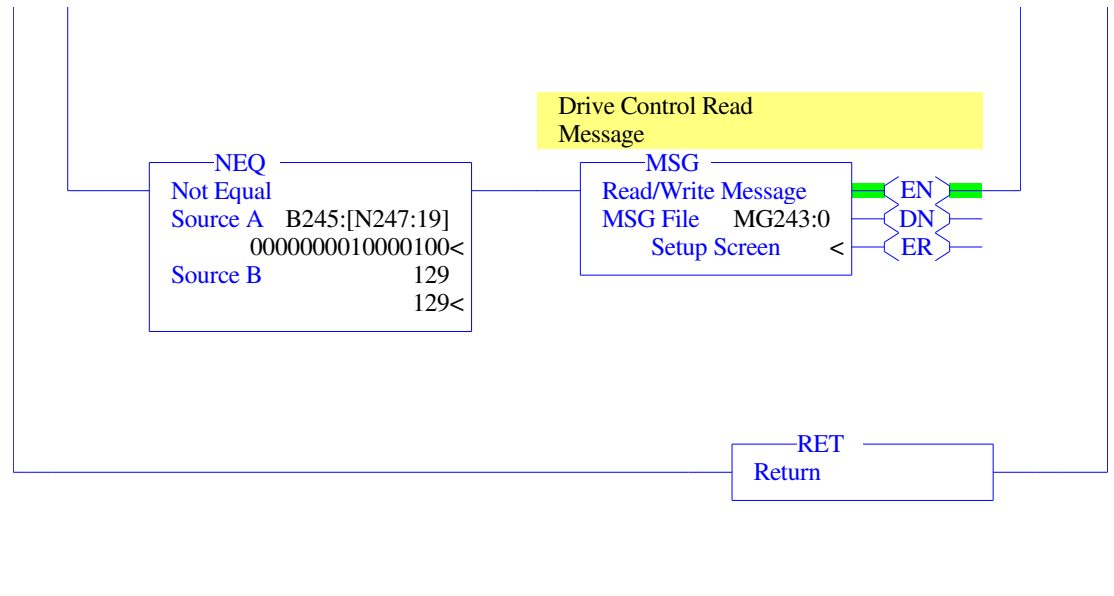 Drive Control Read
Message
NEQ
Not Equal
Source A B245:[N247:19]
0000000010000100<
Source B 129
129<
MSG
Read/Write Message
MSG File MG243:0
Setup Screen <
EN
DN
ER
RET
Return